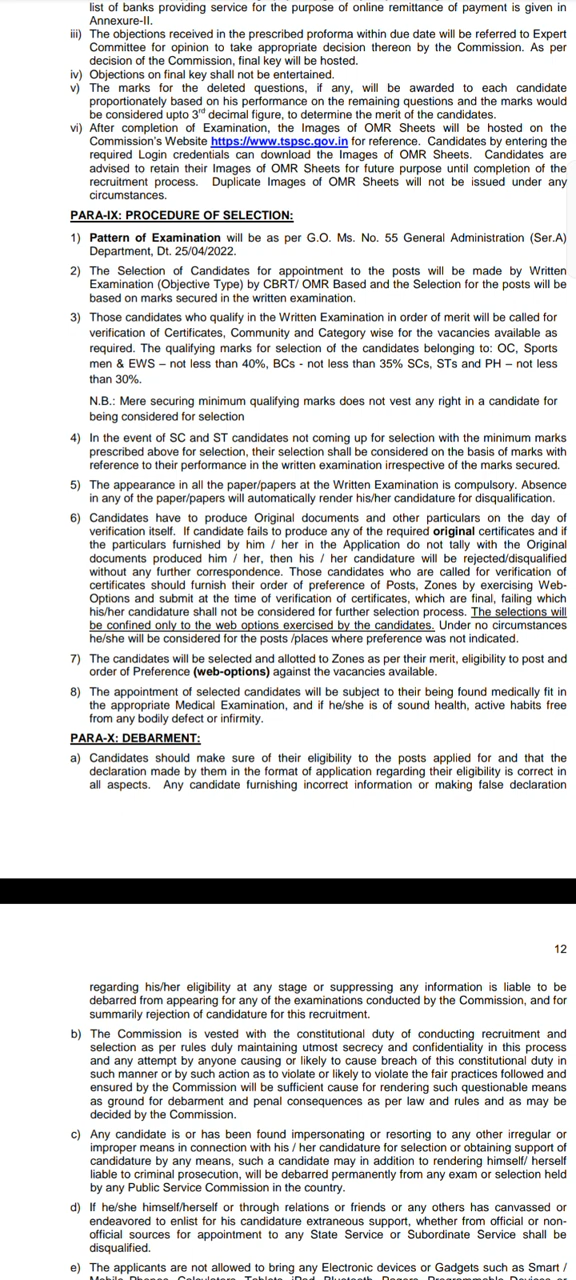 list of banks providing service for the purpose of online remittance of payment is given in
Annexure-II.
iii) The objections received in the prescribed proforma within due date will be referred to Expert
Committee for opinion to take appropriate decision thereon by the Commission. As per
decision of the Commission, final key will be hosted.
iv) Objections on final key shall not be entertained.
v) The marks for the deleted questions, if any, will be awarded to each candidate
proportionately based on his performance on the remaining questions and the marks would
be considered upto 3rd decimal figure, to determine the merit of the candidates.
vi) After completion of Examination, the Images of OMR Sheets will be hosted on the
Commission's Website https://www.tspsc.gov.in for reference. Candidates by entering the
required Login credentials can download the Images of OMR Sheets. Candidates are
advised to retain their Images of OMR Sheets for future purpose until completion of the
recruitment process. Duplicate Images of OMR Sheets will not be issued under any
circumstances.
PARA-IX: PROCEDURE OF SELECTION:
1) Pattern of Examination will be as per G.O. Ms. No. 55 General Administration (Ser.A)
Department, Dt. 25/04/2022.
2) The Selection of Candidates for appointment to the posts will be made by Written
Examination (Objective Type) by CBRT/ OMR Based and the Selection for the posts will be
based on marks secured in the written examination.
3) Those candidates who qualify in the Written Examination in order of merit will be called for
verification of Certificates, Community and Category wise for the vacancies available as
required. The qualifying marks for selection of the candidates belonging to: OC, Sports
men & EWS – not less than 40%, BCs - not less than 35% SCs, STs and PH – not less
than 30%.
N.B.: Mere securing minimum qualifying marks does not vest any right in a candidate for
being considered for selection
4) In the event of SC and ST candidates not coming up for selection with the minimum marks
prescribed above for selection, their selection shall be considered on the basis of marks with
reference to their performance in the written examination irrespective of the marks secured.
5) The appearance in all the paper/papers at the Written Examination is compulsory. Absence
in any of the paper/papers will automatically render his/her candidature for disqualification.
6) Candidates have to produce Original documents and other particulars on the day of
verification itself. If candidate fails to produce any of the required original certificates and if
the particulars furnished by him / her in the Application do not tally with the Original
documents produced him / her, then his / her candidature will be rejected/disqualified
without any further correspondence. Those candidates who are called for verification of
certificates should furnish their order of preference of Posts, Zones by exercising Web-
Options and submit at the time of verification of certificates, which are final, failing which
his/her candidature shall not be considered for further selection process. The selections will
be confined only to the web options exercised by the candidates. Under no circumstances
he/she will be considered for the posts /places where preference was not indicated.
7) The candidates will be selected and allotted to Zones as per their merit, eligibility to post and
order of Preference (web-options) against the vacancies available.
8) The appointment of selected candidates will be subject to their being found medically fit in
the appropriate Medical Examination, and if he/she is of sound health, active habits free
from any bodily defect or infirmity.
PARA-X: DEBARMENT:
a) Candidates should make sure of their eligibility to the posts applied for and that the
declaration made by them in the format of application regarding their eligibility is correct in
all aspects. Any candidate furnishing incorrect information or making false declaration
12
regarding his/her eligibility at any stage or suppressing any information is liable to be
debarred from appearing for any of the examinations conducted by the Commission, and for
summarily rejection of candidature for this recruitment.
b) The Commission is vested with the constitutional duty of conducting recruitment and
selection as per rules duly maintaining utmost secrecy and confidentiality in this process
and any attempt by anyone causing or likely to cause breach of this constitutional duty in
such manner or by such action as to violate or likely to violate the fair practices followed and
ensured by the Commission will be sufficient cause for rendering such questionable means
as ground for debarment and penal consequences as per law and rules and as may be
decided by the Commission.
c) Any candidate is or has been found impersonating or resorting to any other irregular or
improper means in connection with his / her candidature for selection or obtaining support of
candidature by any means, such a candidate may in addition to rendering himself/ herself
liable to criminal prosecution, will be debarred permanently from any exam or selection held
by any Public Service Commission in the country.
d) If he/she himself/herself or through relations or friends or any others has canvassed or
endeavored to enlist for his candidature extraneous support, whether from official or non-
official sources for appointment to any State Service or Subordinate Service shall be
disqualified.
e) The applicants are not allowed to bring any Electronic devices or Gadgets such as Smart /